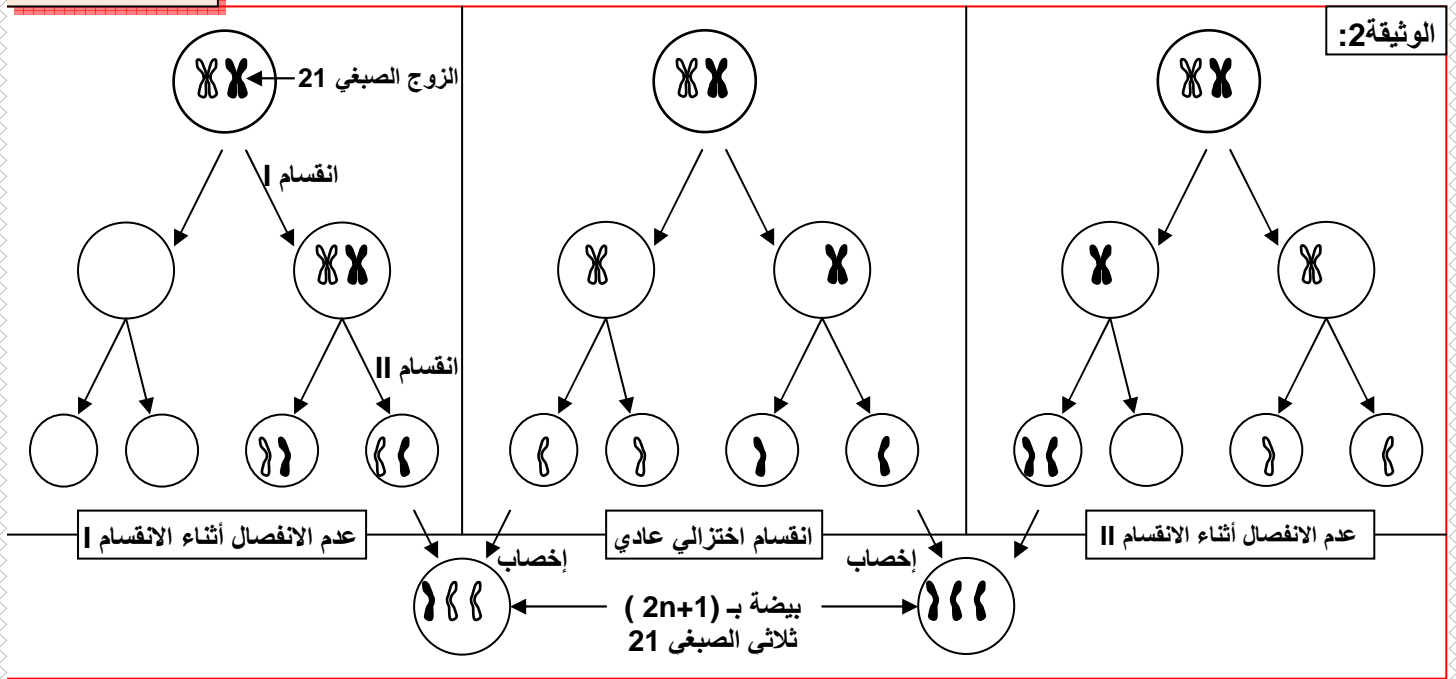 الوثيقة2:
الزوج الصبغي 21
انقسام I
انقسام II
عدم الانفصال أثناء الانقسام II
انقسام اختزالي عادي
عدم الانفصال أثناء الانقسام I
إخصاب
إخصاب
بيضة بـ (2n+1 )
ثلاثي الصبغي 21